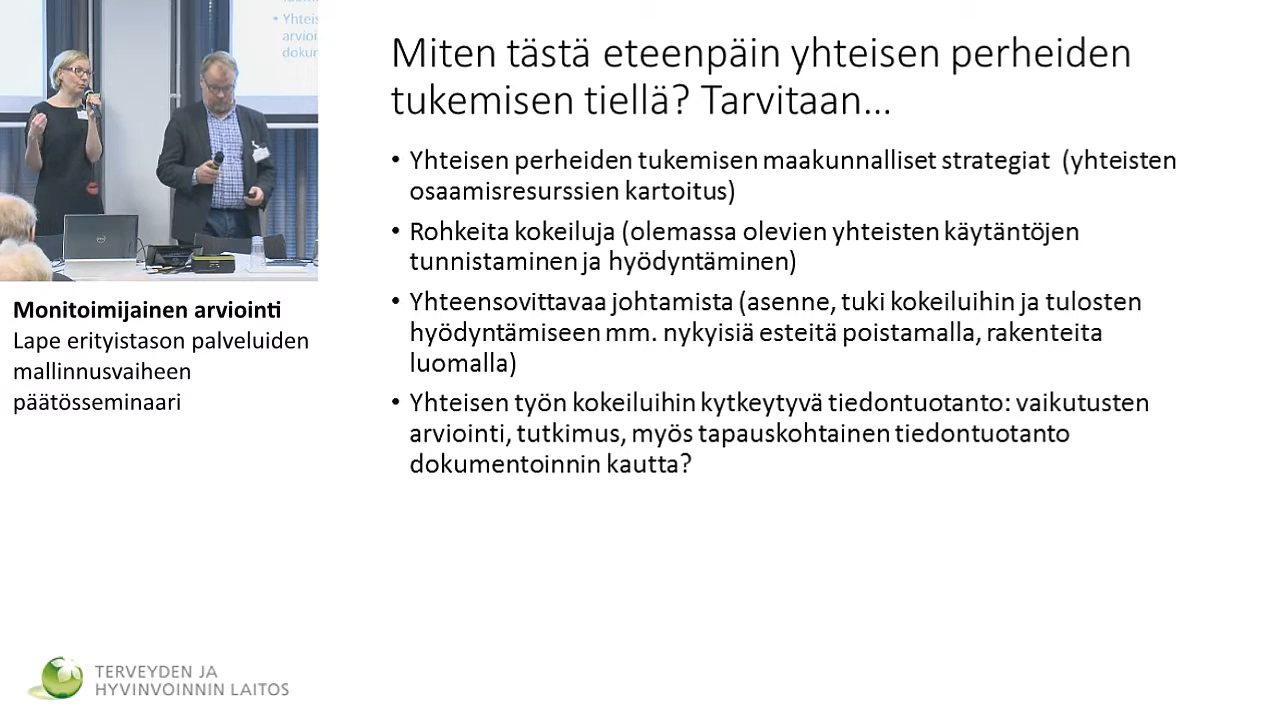 • Yhteis
arvioi
dokur
Miten tästä eteenpäin yhteisen perheiden
tukemisen tiellä? Tarvitaan...
• Yhteisen perheiden tukemisen maakunnalliset strategiat (yhteisten
osaamisresurssien kartoitus)
• Rohkeita kokeiluja (olemassa olevien yhteisten käytäntöjen
tunnistaminen ja hyödyntäminen)
• Yhteensovittavaa johtamista (asenne, tuki kokeiluihin ja tulosten
hyödyntämiseen mm. nykyisiä esteitä poistamalla, rakenteita
luomalla)
• Yhteisen työn kokeiluihin kytkeytyvä tiedontuotanto: vaikutusten
arviointi, tutkimus, myös tapauskohtainen tiedontuotanto
dokumentoinnin kautta?
Monitoimijainen arviointi
Lape erityistason palveluiden
mallinnusvaiheen
päätösseminaari
TERVEYDEN JA
HYVINVOINNIN LAITOS